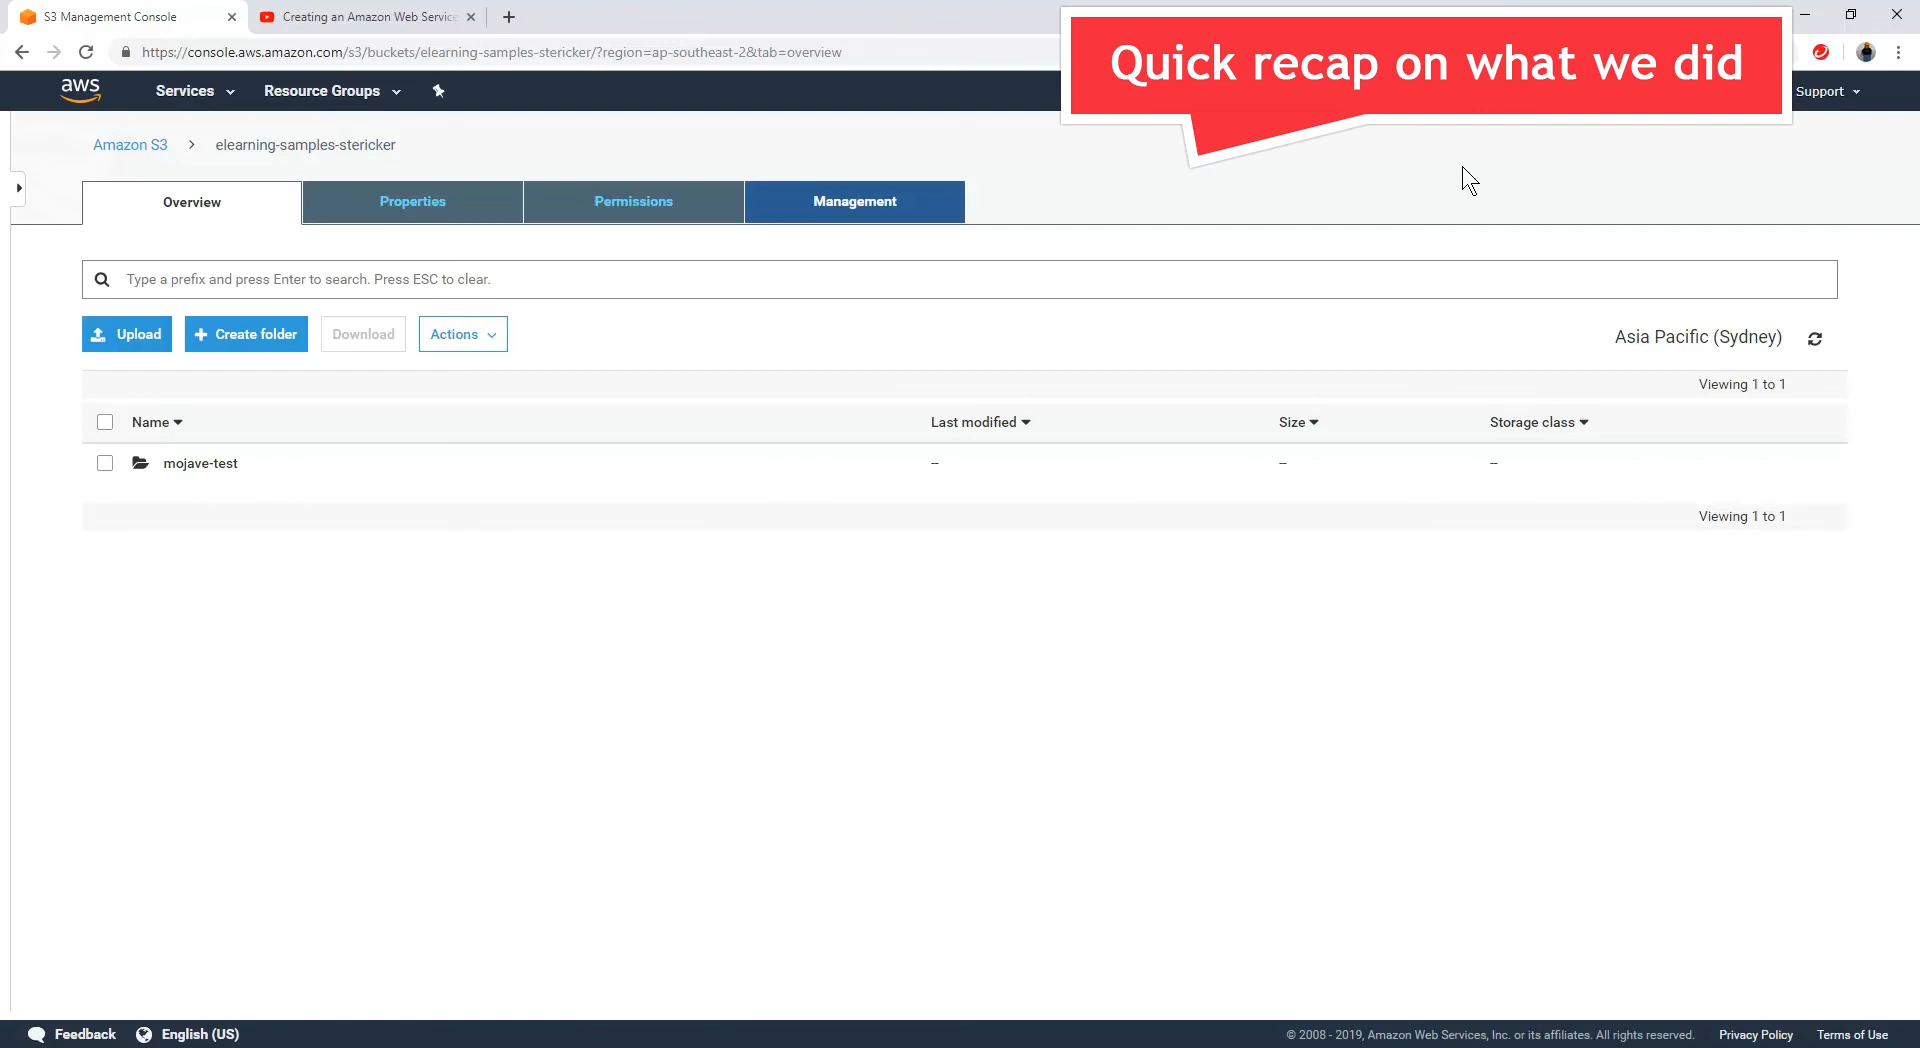 S3 Management Console
Creating an Amazon Web Service
https://console.aws.amazon.com/s3/buckets/elearning-samples-stericker/?region=ap-southeast-2&tab=overview
Quick recap on what we did
aws
Services
Resource Groups
Support
Amazon S3 > elearning-samples-stericker
Overview
Properties
Permissions
Management
Type a prefix and press Enter to search. Press ESC to clear.
Upload
+ Create folder
Download
Actions
Asia Pacific (Sydney)
Viewing 1 to 1
Name
Last modified
Size
Storage class
mojave-test
--
--
--
Viewing 1 to 1
Feedback
English (US)
© 2008 - 2019, Amazon Web Services, Inc. or its affiliates. All rights reserved.
Privacy Policy
Terms of Use